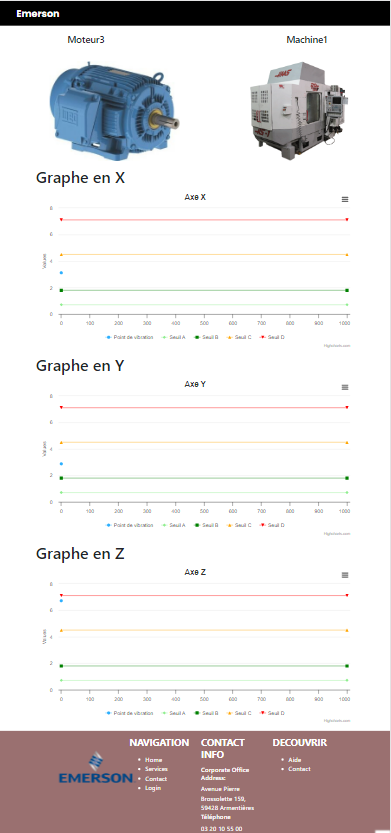 Emerson
Moteur3
Machine1
HAAS
Graphe en X
Axe X
Values
8
6
4
2
0
0 100 200 300 400 500 600 700 800 900 1000
Point de vibration Seuil A Seuil B Seuil C Seuil D
Highcharts.com
Graphe en Y
Axe Y
Values
8
6
4
2
0
0 100 200 300 400 500 600 700 800 900 1000
Point de vibration Seuil A Seuil B Seuil C Seuil D
Highcharts.com
Graphe en Z
Axe Z
Values
8
6
4
2
0
0 100 200 300 400 500 600 700 800 900 1000
Point de vibration Seuil A Seuil B Seuil C Seuil D
Highcharts.com
EMERSON
NAVIGATION
Home
Services
Contact
Login
CONTACT
INFO
Corporate Office
Address:
Avenue Pierre
Brossolette 159,
59428 Armentières
Téléphone
03 20 10 55 00
DECOUVRIR
Aide
Contact